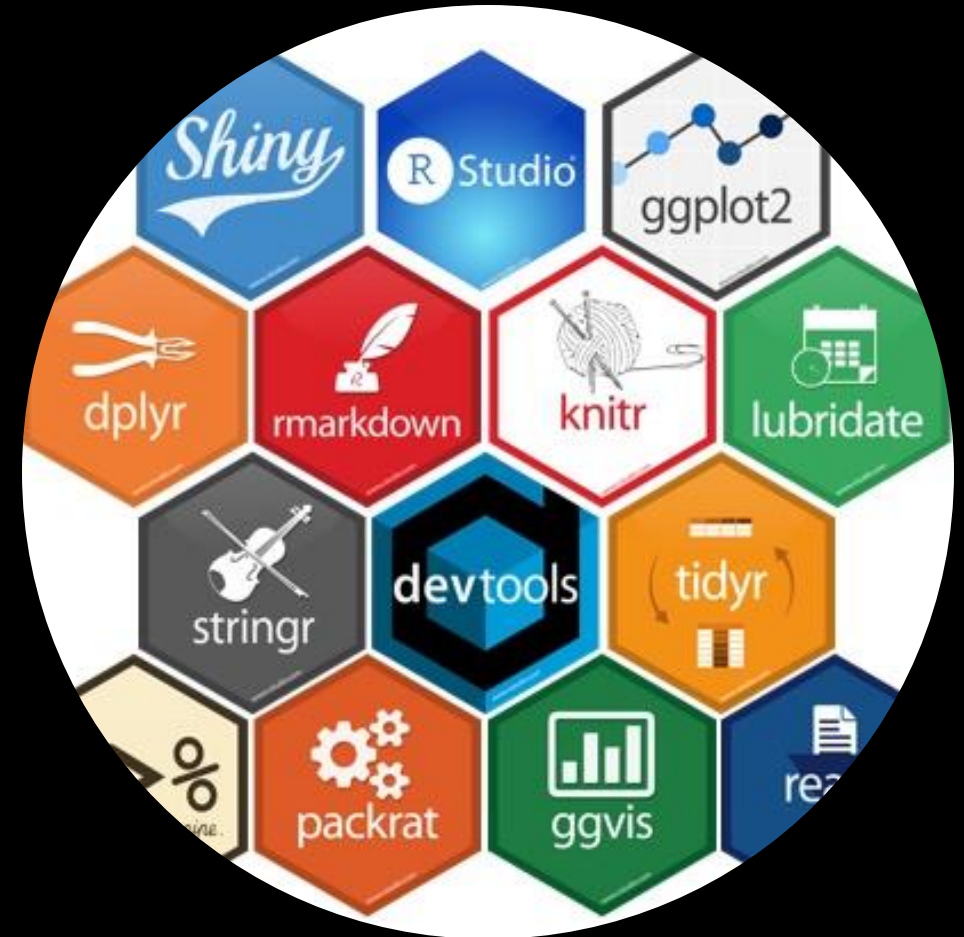 Shiny
R Studio
ggplot2
dplyr
rmarkdown
knitr
lubridate
stringr
devtools
tidyr
%
packrat
ggvis